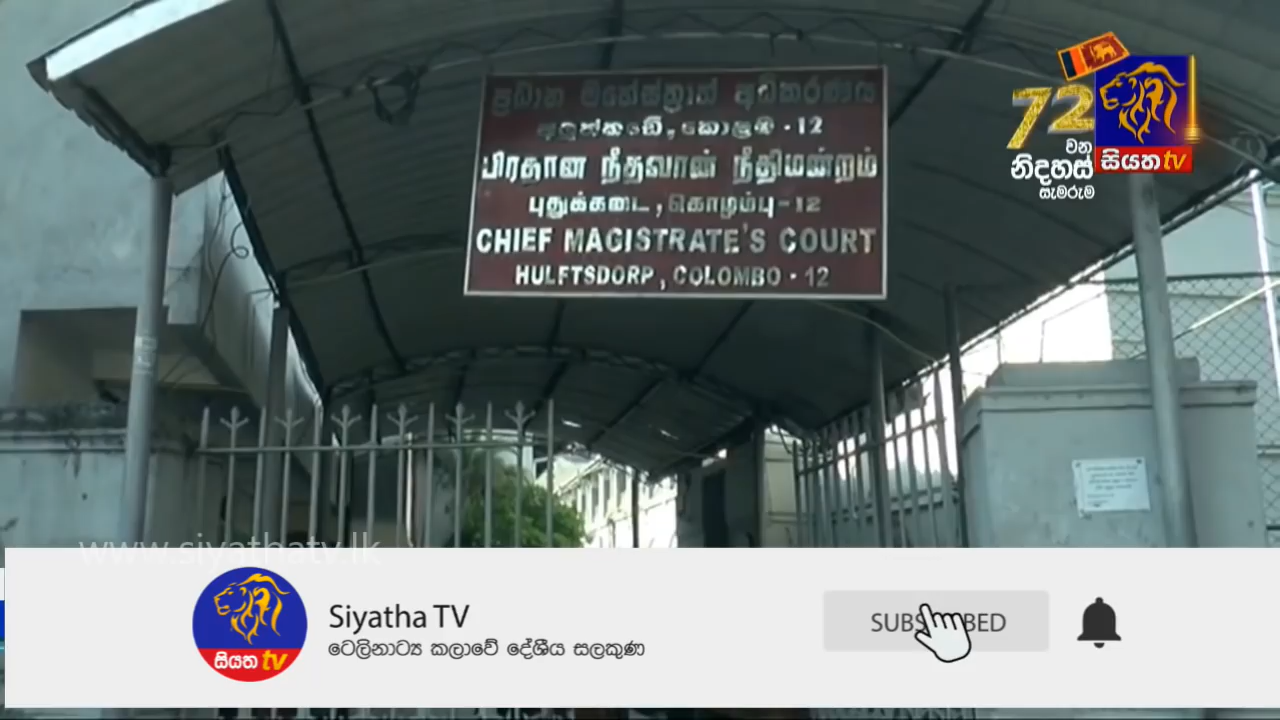 ප්‍රධාන මහේස්ත්‍රාත් අධිකරණය
අලුත්කඩේ, කොළඹ - 12
பிரதான நீதவான் நீதிமன்றம்
புதுக்கடை, கொழும்பு - 12
CHIEF MAGISTRATE'S COURT
HULFTSDORP, COLOMBO - 12
72
වන
නිදහස්
සැමරුම
සියත tv
www.siyathatv.lk
සියත tv
Siyatha TV
ටෙලිනාට්‍ය කලාවේ දේශීය සලකුණ
SUBSCRIBED